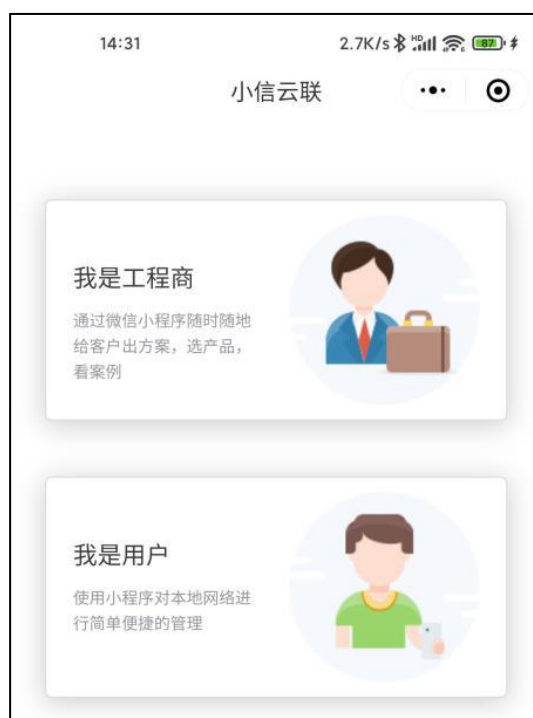 14:31 2.7K/s HD 87
小信云联
我是工程商
通过微信小程序随时随地
给客户出方案，选产品，
看案例
我是用户
使用小程序对本地网络进
行简单便捷的管理